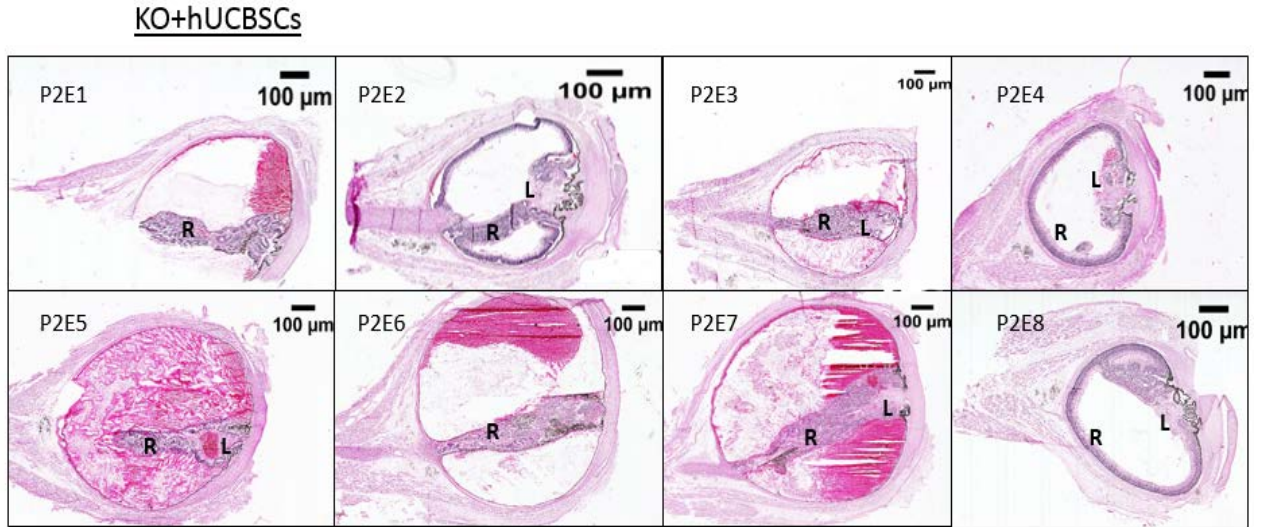 KO+hUCBSCs
P2E1
100 µm
R
P2E2
100 µm
L
R
P2E3
100 µm
R
L
P2E4
100 µm
L
R
P2E5
100 µm
R
L
P2E6
100 µm
R
P2E7
100 µm
L
R
P2E8
100 µm
R
L